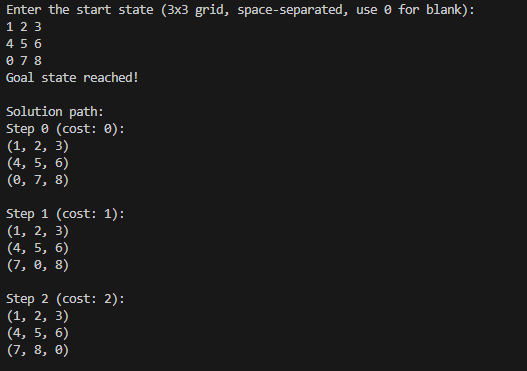 Enter the start state (3x3 grid, space-separated, use 0 for blank):
1 2 3
4 5 6
0 7 8
Goal state reached!

Solution path:
Step 0 (cost: 0):
(1, 2, 3)
(4, 5, 6)
(0, 7, 8)

Step 1 (cost: 1):
(1, 2, 3)
(4, 5, 6)
(7, 0, 8)

Step 2 (cost: 2):
(1, 2, 3)
(4, 5, 6)
(7, 8, 0)